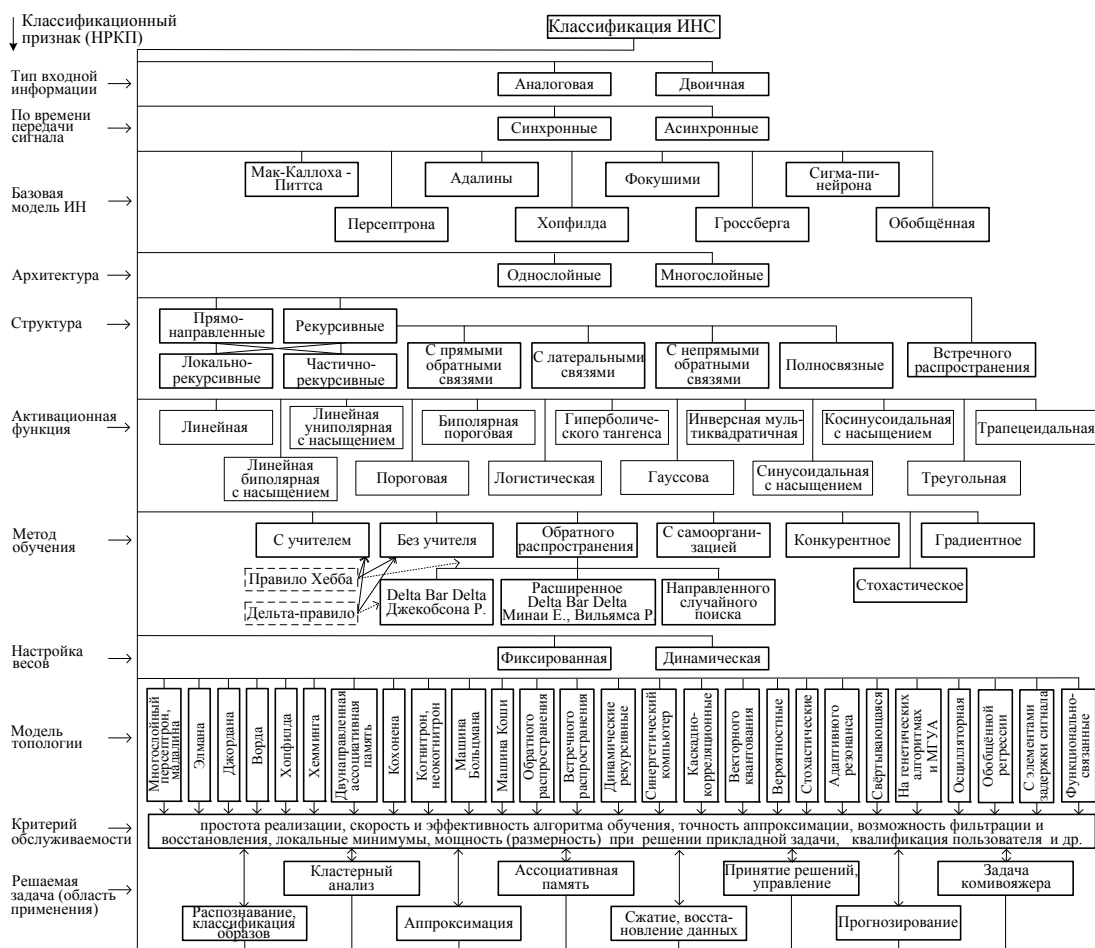 Классификационный
признак (НРКП)
Классификация ИНС
Тип входной
информации
Аналоговая
Двоичная
По времени
передачи
сигнала
Синхронные
Асинхронные
Базовая
модель ИН
Мак-Каллоха -
Питтса
Адалины
Фокушими
Сигма-пи-
нейрона
Персептрона
Хопфилда
Гроссберга
Обобщённая
Архитектура
Однослойные
Многослойные
Структура
Прямо-
направленные
Рекурсивные
Локально-
рекурсивные
Частично-
рекурсивные
С прямыми
обратными
связями
С латеральными
связями
С непрямыми
обратными
связями
Полносвязные
Встречного
распространения
Активационная
функция
Линейная
Линейная
униполярная
с насыщением
Биполярная
пороговая
Гиперболиче-
ского тангенса
Инверсная муль-
тиквадратичная
Косинусоидальная
с насыщением
Трапецеидальная
Линейная
биполярная
с насыщением
Пороговая
Логистическая
Гауссова
Синусоидальная
с насыщением
Треугольная
Метод
обучения
С учителем
Без учителя
Обратного
распространения
С самооргани-
зацией
Конкурентное
Градиентное
Стохастическое
Правило Хебба
Дельта-правило
Delta Bar Delta
Джекобсона Р.
Расширенное
Delta Bar Delta
Минаи Е., Вильямса Р.
Направленного
случайного
поиска
Настройка
весов
Фиксированная
Динамическая
Модель
топологии
Многослойный
персептрон,
мадалина
Элмана
Джордана
Ворда
Хопфилда
Хемминга
Двунаправленная
ассоциативная
память
Кохонена
Когнитрон,
неокогнитрон
Машина
Больцмана
Машина Коши
Обратного
распространения
Встречного
распространения
Динамические
рекурсивные
Синергетический
компьютер
Каскадно-
корреляционные
Векторного
квантования
Вероятностные
Стохастические
Адаптивного
резонанса
Свёртывающаяся
На генетических
алгоритмах
и МГУА
Осцилляторная
Обобщённой
регрессии
С элементами
задержки сигнала
Функционально-
связанные
Критерий
обслуживаемости
простота реализации, скорость и эффективность алгоритма обучения, точность аппроксимации, возможность фильтрации и
восстановления, локальные минимумы, мощность (размерность) при решении прикладной задачи, квалификация пользователя и др.
Решаемая
задача (область
применения)
Кластерный
анализ
Ассоциативная
память
Принятие решений,
управление
Задача
комивояжера
Распознавание,
классификация
образов
Аппроксимация
Сжатие, восста-
новление данных
Прогнозирование